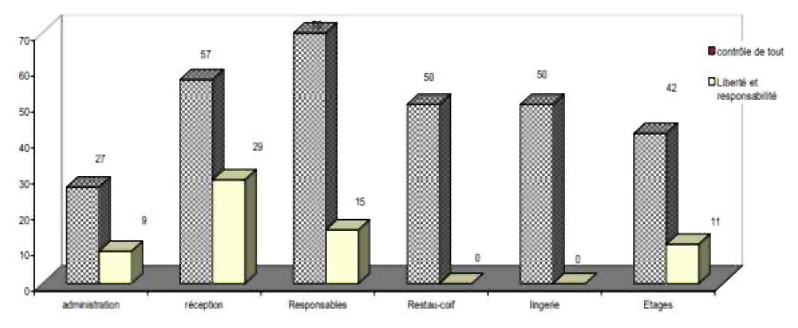 70
60
50
40
30
20
10
0
27
9
57
29
15
50
0
50
0
42
11
administration
réception
Responsables
Restau-coif
lingerie
Etages
contrôle de tout
Liberté et
responsabilité